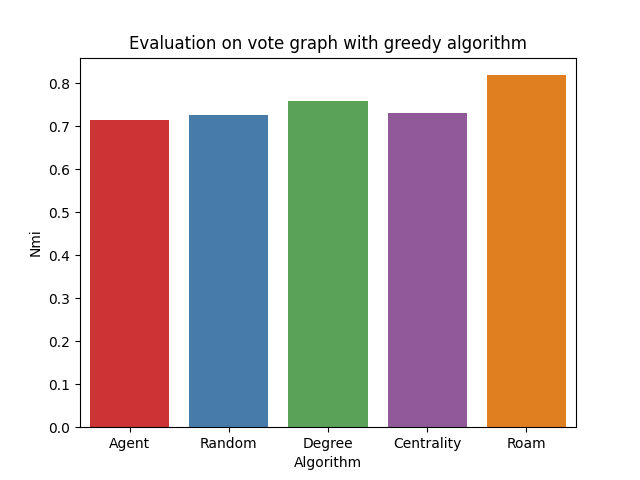 Evaluation on vote graph with greedy algorithm
0.8
0.7
0.6
0.5
0.4
0.3
0.2
0.1
0.0
Nmi
Agent Random Degree Centrality Roam
Algorithm